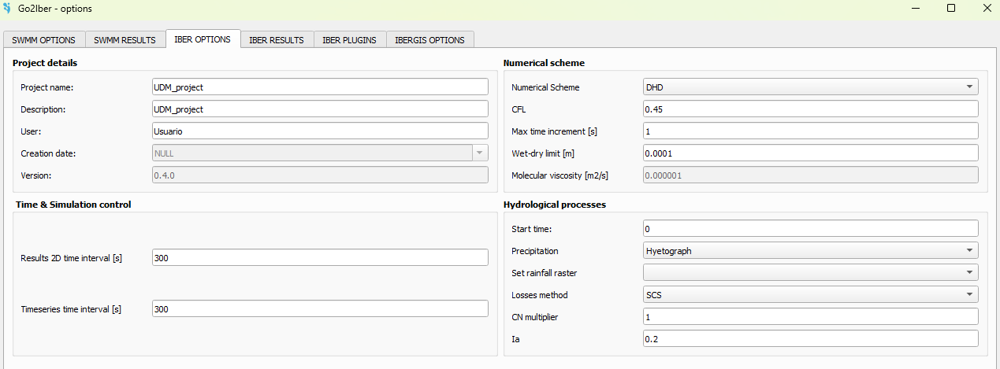 Go2Iber - options
SWMM OPTIONS SWMM RESULTS IBER OPTIONS IBER RESULTS IBER PLUGINS IBERGIS OPTIONS
Project details
Project name: UDM_project
Description: UDM_project
User: Usuario
Creation date: NULL
Version: 0.4.0
Numerical scheme
Numerical Scheme DHD
CFL 0.45
Max time increment [s] 1
Wet-dry limit [m] 0.0001
Molecular viscosity [m2/s] 0.000001
Time & Simulation control
Results 2D time interval [s] 300
Timeseries time interval [s] 300
Hydrological processes
Start time: 0
Precipitation Hyetograph
Set rainfall raster
Losses method SCS
CN multiplier 1
Ia 0.2